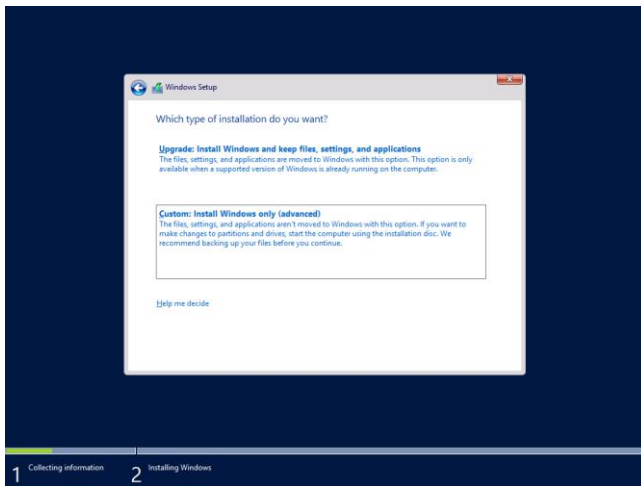 Windows Setup
Which type of installation do you want?
Upgrade: Install Windows and keep files, settings, and applications
The files, settings, and applications are moved to Windows with this option. This option is only
available when a supported version of Windows is already running on the computer.
Custom: Install Windows only (advanced)
The files, settings, and applications aren't moved to Windows with this option. If you want to
make changes to partitions and drives, start the computer using the installation disc. We
recommend backing up your files before you continue.
Help me decide
1 Collecting information 2 Installing Windows